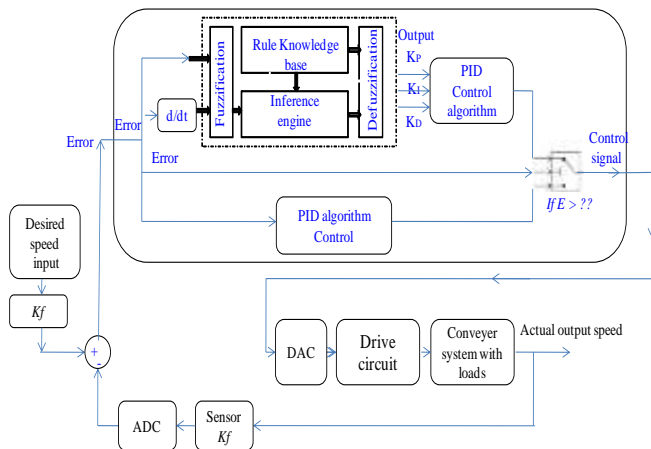 Fuzzification
Rule Knowledge
base
Inference
engine
Defuzzification
Output
KP
KI
KD
PID
Control
algorithm
d/dt
Error
Error
Error
PID algorithm
Control
Control
signal
If E > ??
Desired
speed
input
Kf
+
-
DAC
Drive
circuit
Conveyer
system with
loads
Actual output speed
ADC
Sensor
Kf